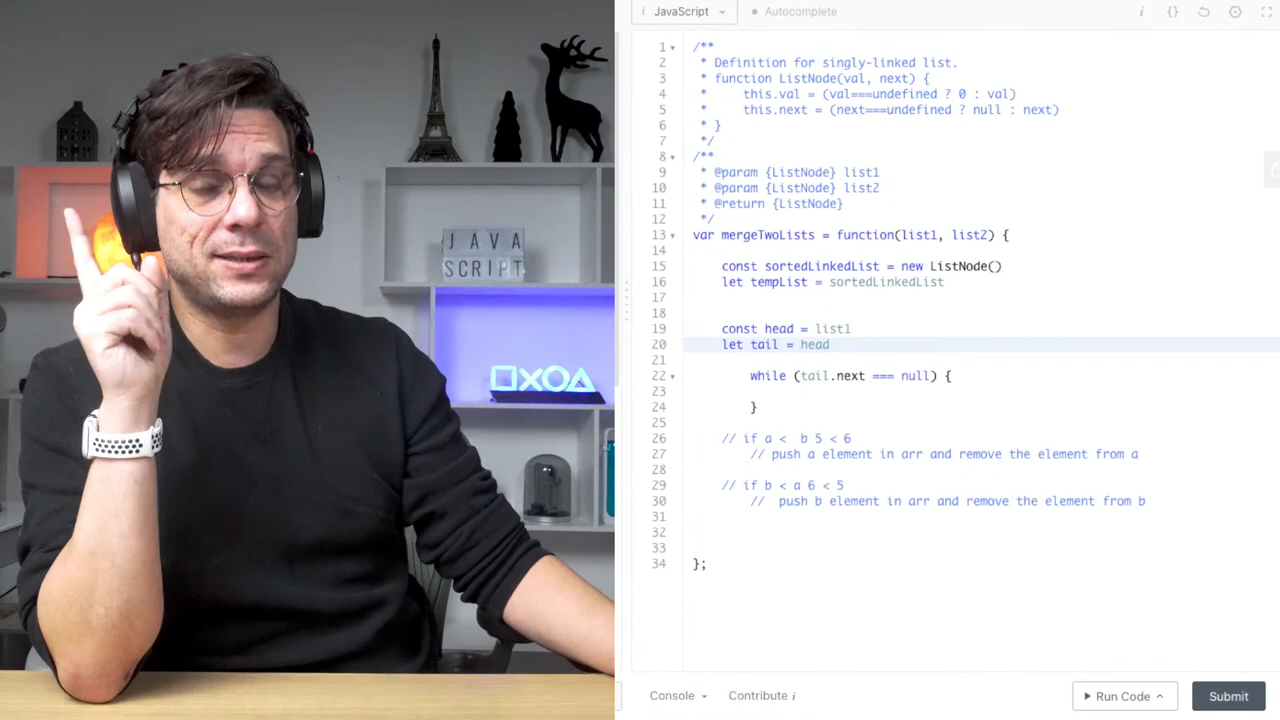 JAVA
SCRIPT
i JavaScript
Autocomplete
i {}
1 /**
2 * Definition for singly-linked list.
3 * function ListNode(val, next) {
4 this.val = (val===undefined ? 0 : val)
5 this.next = (next===undefined ? null : next)
6 * }
7 */
8 /**
9 * @param {ListNode} list1
10 * @param {ListNode} list2
11 * @return {ListNode}
12 */
13 var mergeTwoLists = function(list1, list2) {
14
15 const sortedLinkedList = new ListNode()
16 let tempList = sortedLinkedList
17
18
19 const head = list1
20 let tail = head
21
22 while (tail.next === null) {
23
24 }
25
26 // if a <  b 5 < 6
27 // push a element in arr and remove the element from a
28
29 // if b < a 6 < 5
30 //  push b element in arr and remove the element from b
31
32
33
34 };
Console
Contribute i
Run Code
Submit